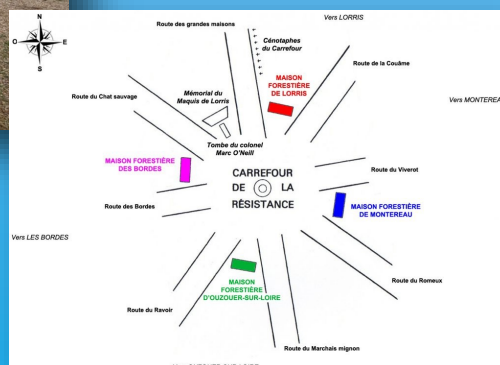 Vers LORRIS
N
O
E
S
Route des grandes maisons
Cénotaphes
du Carrefour
Route de la Couâme
MAISON
FORESTIÈRE
DE LORRIS
Mémorial du
Maquis de Lorris
Route du Chat sauvage
Vers MONTEREA
Tombe du colonel
Marc O'Neill
MAISON FORESTIÈRE
DES BORDES
CARREFOUR
DE LA
RÉSISTANCE
Route du Viverot
Route des Bordes
MAISON FORESTIÈRE
DE MONTEREAU
Vers LES BORDES
MAISON
FORESTIÈRE
D'OUZOUER-SUR-LOIRE
Route du Romeux
Route du Ravoir
Route du Marchais mignon